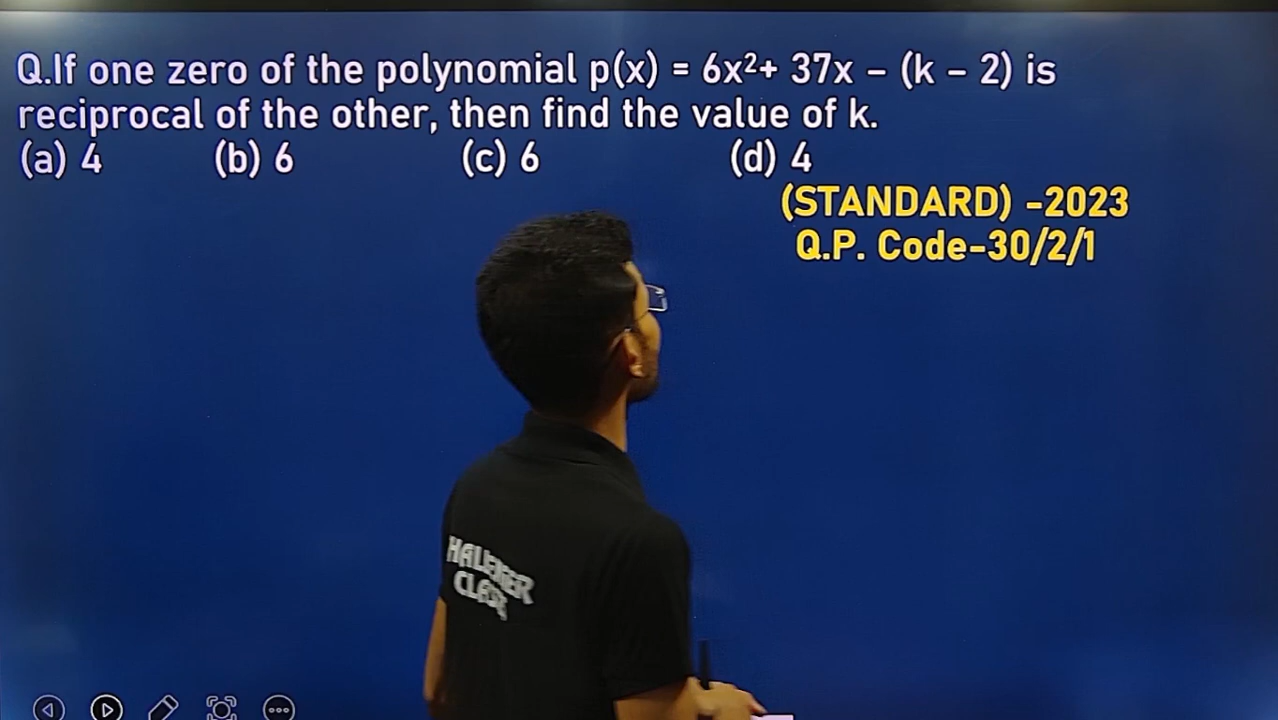 Q.If one zero of the polynomial p(x) = 6x²+ 37x – (k – 2) is
reciprocal of the other, then find the value of k.
(a) 4 (b) 6 (c) 6 (d) 4
(STANDARD) -2023
Q.P. Code-30/2/1